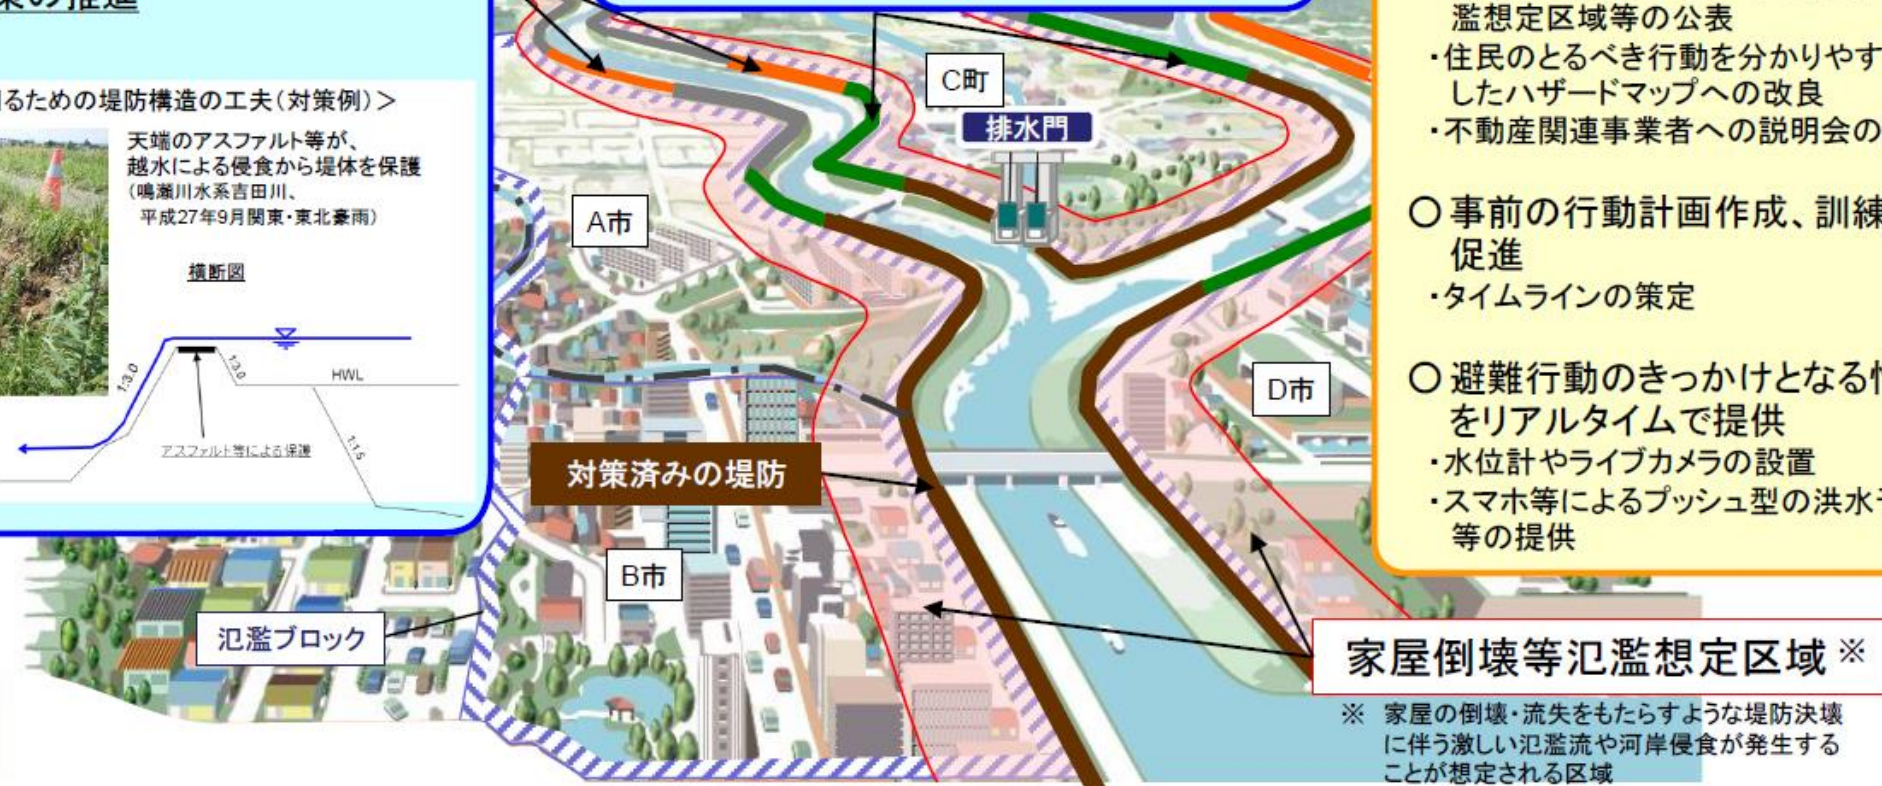 の推進
るための堤防構造の工夫(対策例)＞
天端のアスファルト等が、
越水による侵食から堤体を保護
(鳴瀬川水系吉田川、
平成27年9月関東・東北豪雨)
横断図
1:3.0
1:3.0
HWL
1:1.5
アスファルト等による保護
C町
排水門
A市
D市
対策済みの堤防
B市
氾濫ブロック
家屋倒壊等氾濫想定区域※
※ 家屋の倒壊・流失をもたらすような堤防決壊
に伴う激しい氾濫流や河岸侵食が発生する
ことが想定される区域
濫想定区域等の公表
・住民のとるべき行動を分かりやす
したハザードマップへの改良
・不動産関連事業者への説明会の
〇事前の行動計画作成、訓練
促進
・タイムラインの策定
〇避難行動のきっかけとなる
をリアルタイムで提供
・水位計やライブカメラの設置
・スマホ等によるプッシュ型の洪水
等の提供